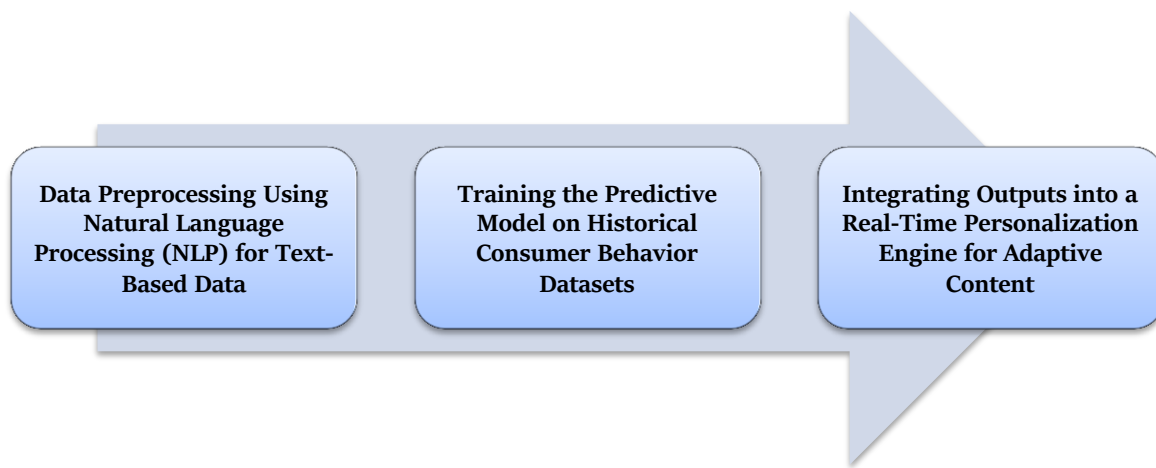 Data Preprocessing Using
Natural Language
Processing (NLP) for Text-
Based Data
Training the Predictive
Model on Historical
Consumer Behavior
Datasets
Integrating Outputs into a
Real-Time Personalization
Engine for Adaptive
Content